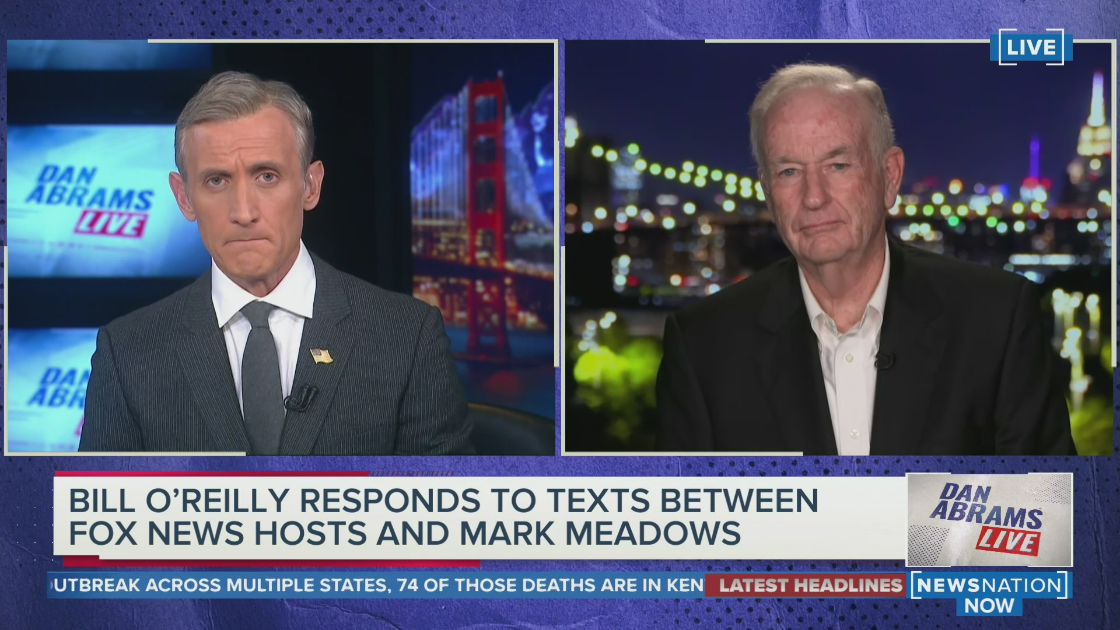 LIVE
DAN
ABRAMS
LIVE
DAN
ABR
BILL O'REILLY RESPONDS TO TEXTS BETWEEN
FOX NEWS HOSTS AND MARK MEADOWS
DAN
ABRAMS
LIVE
UTBREAK ACROSS MULTIPLE STATES, 74 OF THOSE DEATHS ARE IN KEN
LATEST HEADLINES
NEWSNATION
NOW